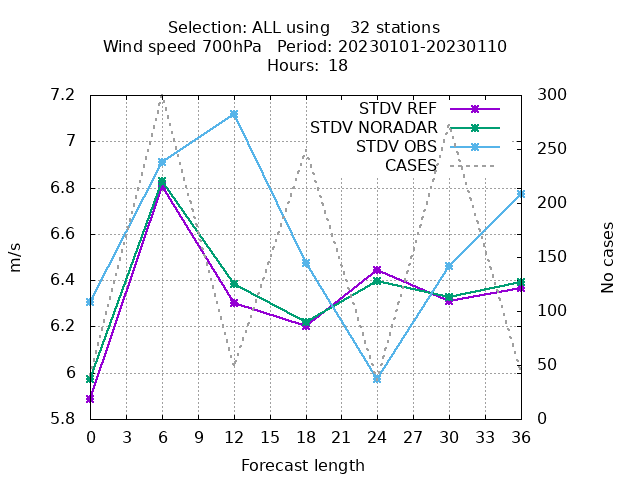 Selection: ALL using    32 stations
Wind speed 700hPa   Period: 20230101-20230110
Hours:  18
STDV REF
STDV NORADAR
STDV OBS
CASES
m/s
7.2
7
6.8
6.6
6.4
6.2
6
5.8
300
250
200
150
100
50
0
No cases
0 3 6 9 12 15 18 21 24 27 30 33 36
Forecast length